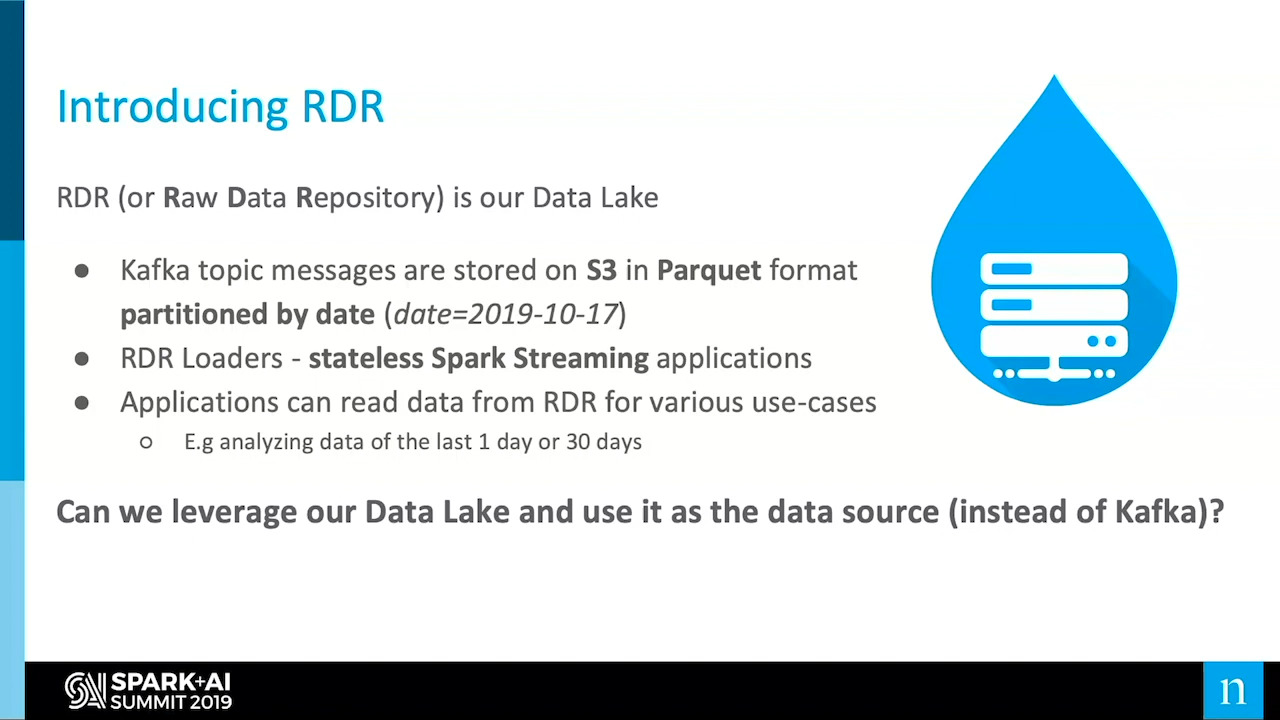 Introducing RDR
RDR (or Raw Data Repository) is our Data Lake
● Kafka topic messages are stored on S3 in Parquet format
partitioned by date (date=2019-10-17)
● RDR Loaders - stateless Spark Streaming applications
● Applications can read data from RDR for various use-cases
○ E.g analyzing data of the last 1 day or 30 days
Can we leverage our Data Lake and use it as the data source (instead of Kafka)?
SPARK+AI
SUMMIT 2019
n